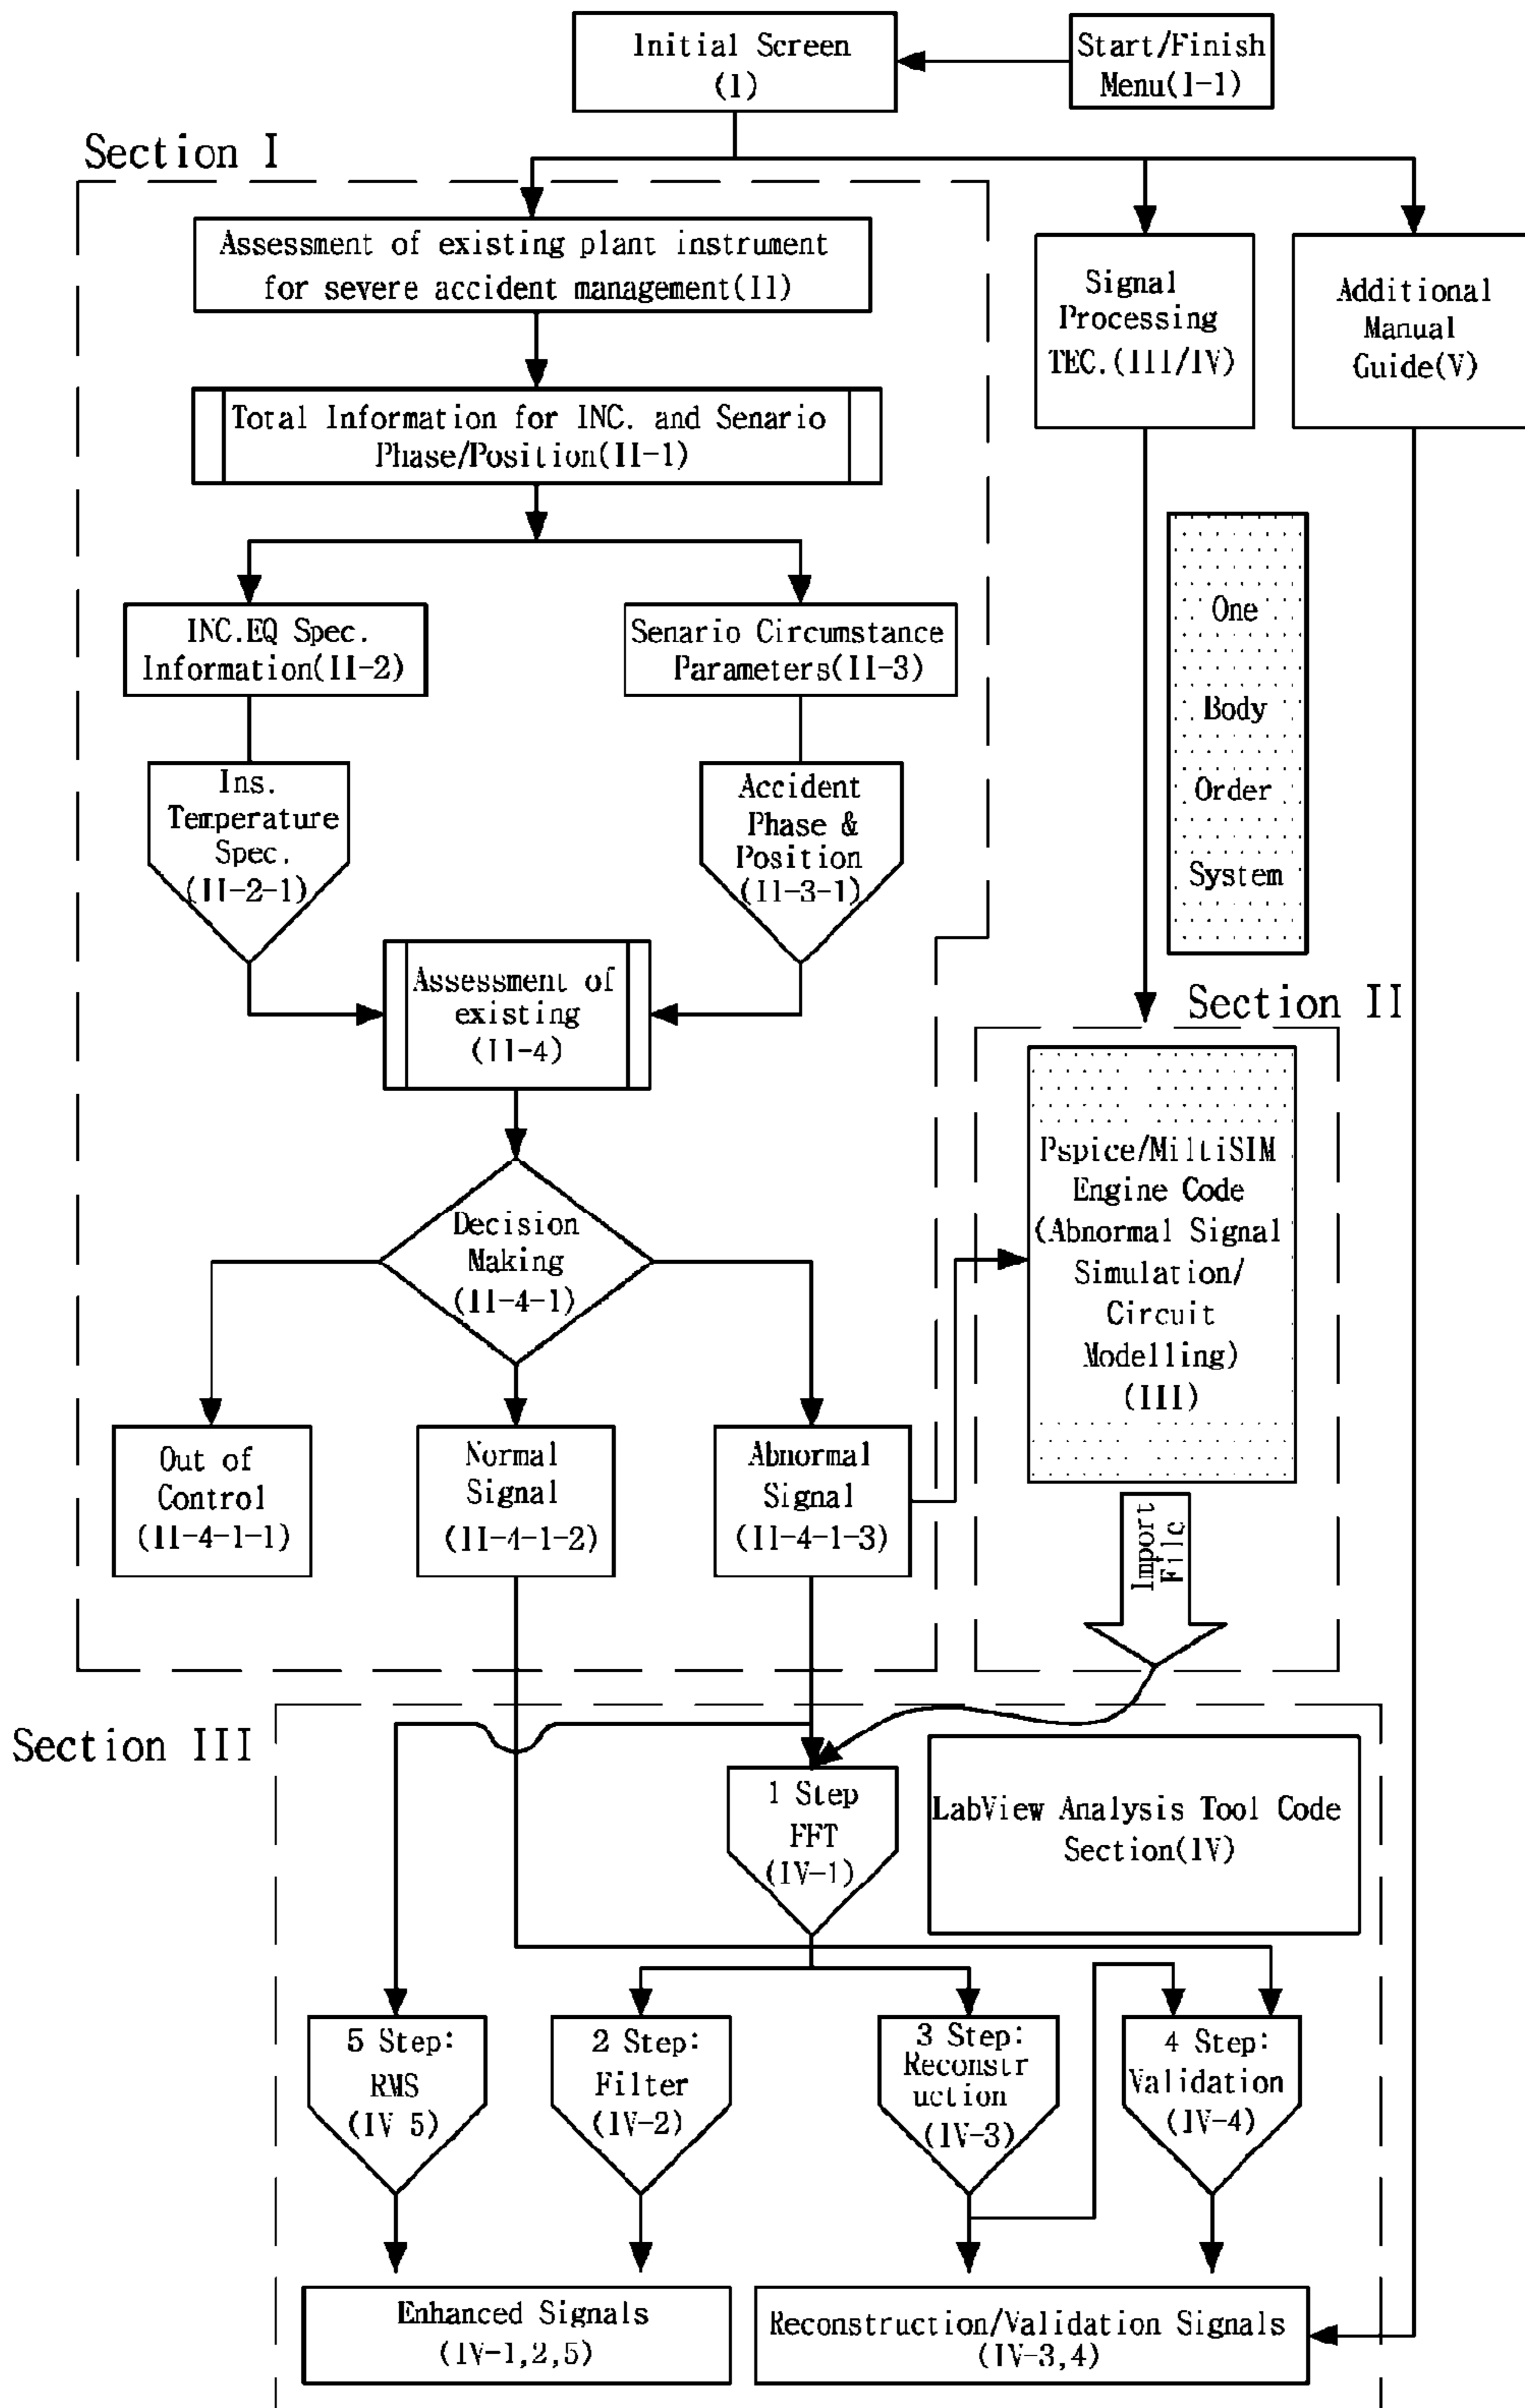 Initial Screen
(I)
Start/Finish
Menu(I-1)
Section I
Assessment of existing plant instrument
for severe accident management(II)
Signal
Processing
TEC.(III/IV)
Additional
Manual
Guide(V)
Total Information for INC. and Senario
Phase/Position(II-1)
INC.EQ Spec.
Information(II-2)
Senario Circumstance
Parameters(II-3)
One
Body
Order
System
Ins.
Temperature
Spec.
(II-2-1)
Accident
Phase &
Position
(II-3-1)
Assessment of
existing
(II-4)
Section II
Pspice/MiltiSIM
Engine Code
(Abnormal Signal
Simulation/
Circuit
Modelling)
(III)
Decision
Making
(II-4-1)
Out of
Control
(II-4-1-1)
Normal
Signal
(II-4-1-2)
Abnormal
Signal
(II-4-1-3)
Import
File
Section III
1 Step
FFT
(IV-1)
LabView Analysis Tool Code
Section(IV)
5 Step:
RMS
(IV 5)
2 Step:
Filter
(IV-2)
3 Step:
Reconstr
uction
(IV-3)
4 Step:
Validation
(IV-4)
Enhanced Signals
(IV-1,2,5)
Reconstruction/Validation Signals
(IV-3,4)